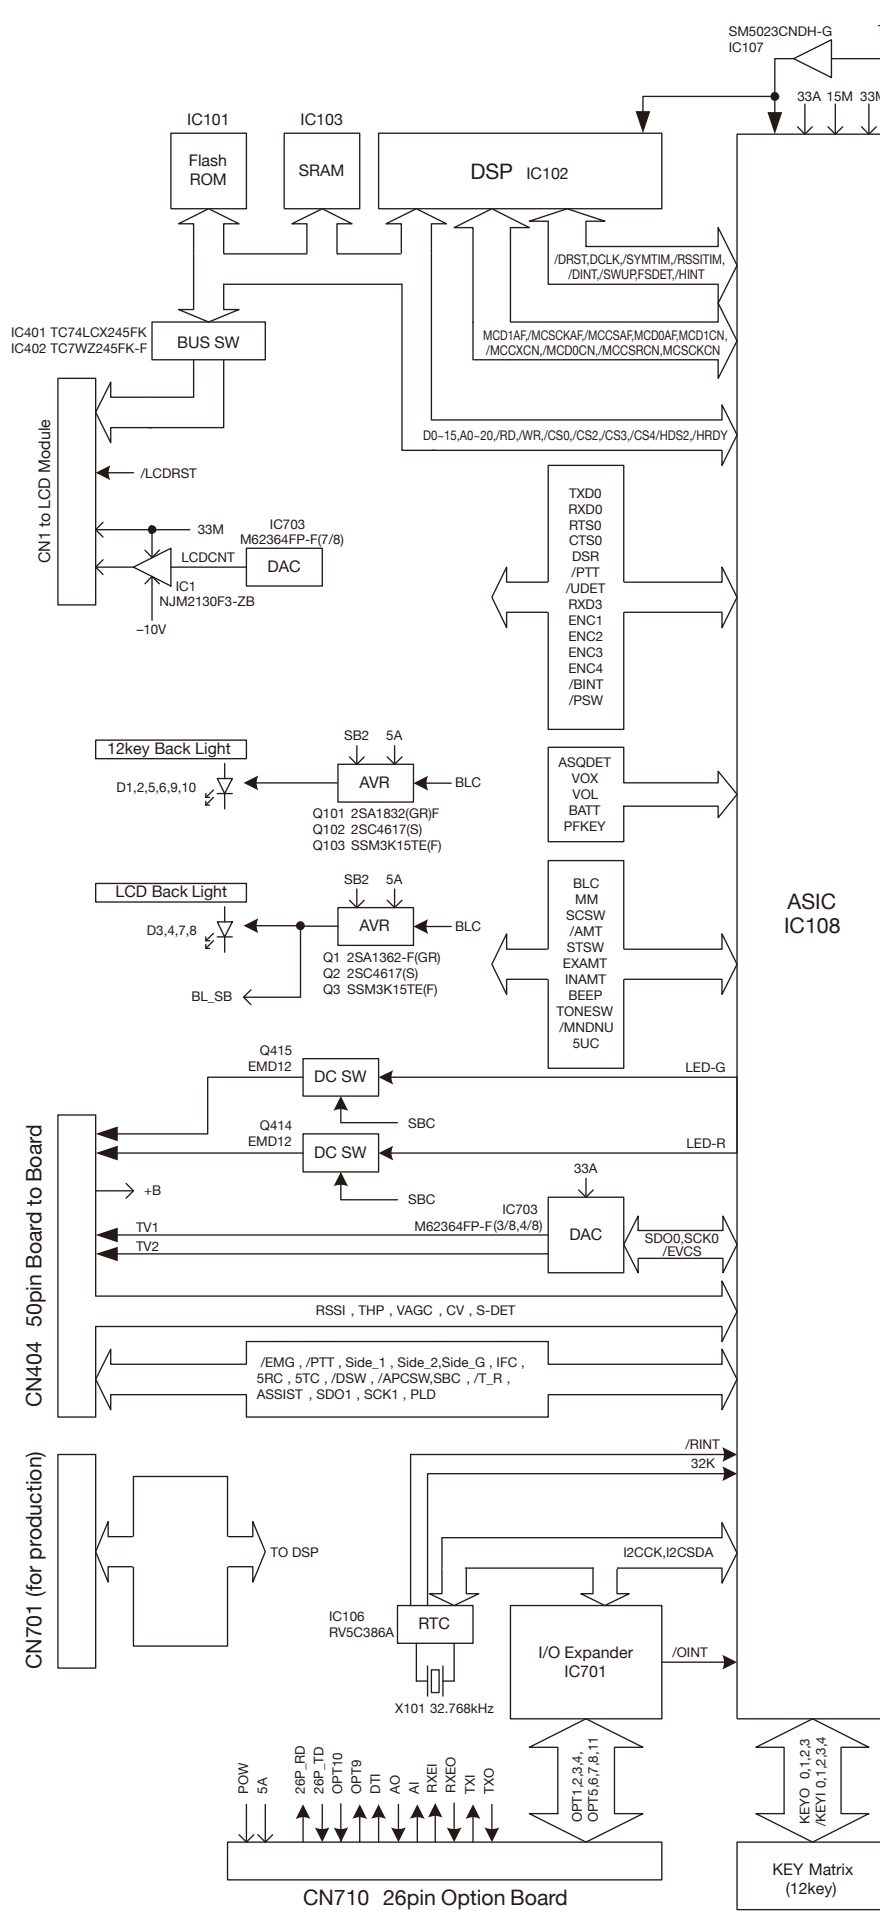 SM5023CNDH-G
IC107
33A 15M
IC101
IC103
Flash
ROM
SRAM
DSP IC102
/DRST,DCLK,/SYMTIM,/RSSITIM,
/DINT,/SWUP,FSDET,/HINT
MCD1AF,/MCSCKAF,/MCCSAF,MCD0AF,MCD1CN,
/MCCXCN,/MCD0CN,/MCCSRCN,MCSCKCN
IC401 TC74LCX245FK
IC402 TC7WZ245FK-F
BUS SW
D0~15,A0~20,/RD,/WR,/CS0,/CS2,/CS3,/CS4/HDS2,/HRDY
CN1 to LCD Module
/LCDRST
33M
IC703
M62364FP-F(7/8)
LCDCNT
DAC
IC1
NJM2130F3-ZB
–10V
TXD0
RXD0
RTS0
CTS0
DSR
/PTT
/UDET
RXD3
ENC1
ENC2
ENC3
ENC4
/BINT
/PSW
12key Back Light
D1,2,5,6,9,10
SB2 5A
AVR
BLC
Q101 2SA1832(GR)F
Q102 2SC4617(S)
Q103 SSM3K15TE(F)
ASQDET
VOX
VOL
BATT
PFKEY
LCD Back Light
D3,4,7,8
SB2 5A
AVR
BLC
Q1 2SA1362-F(GR)
Q2 2SC4617(S)
Q3 SSM3K15TE(F)
BL_SB
BLC
MM
SCSW
/AMT
STSW
EXAMT
INAMT
BEEP
TONESW
/MNDNU
5UC
ASIC
IC108
Q415
EMD12
DC SW
LED-G
SBC
Q414
EMD12
DC SW
LED-R
SBC
CN404 50pin Board to Board
+B
33A
IC703
M62364FP-F(3/8,4/8)
DAC
TV1
TV2
SDO0,SCK0
/EVCS
RSSI , THP , VAGC , CV , S-DET
/EMG , /PTT , Side_1 , Side_2,Side_G , IFC ,
5RC , 5TC , /DSW , /APCSW,SBC , /T_R ,
ASSIST , SDO1 , SCK1 , PLD
CN701 (for production)
TO DSP
/RINT
32K
I2CCK,I2CSDA
IC106
RV5C386A
RTC
X101 32.768kHz
I/O Expander
IC701
/OINT
POW
5A
26P_RD
26P_TD
OPT10
OPT9
DTI
AO
AI
RXEI
RXEO
TXI
TXO
OPT1,2,3,4,
OPT5,6,7,8,11
KEYO 0,1,2,3
/KEYI 0,1,2,3,4
CN710 26pin Option Board
KEY Matrix
(12key)